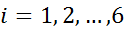 i = 1, 2, … , 6